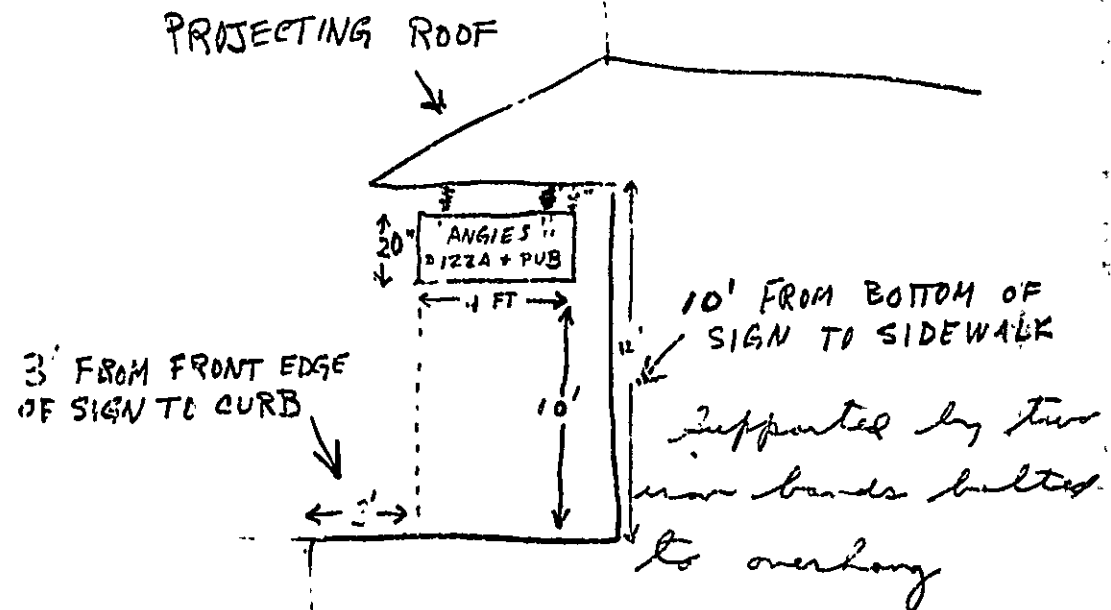 PROJECTING ROOF
20"
"ANGIES"
PIZZA + PUB
4 FT
10' FROM BOTTOM OF
SIGN TO SIDEWALK
12'
3' FROM FRONT EDGE
OF SIGN TO CURB
10'
3'
Supported by two
iron bands bolted
to overhang